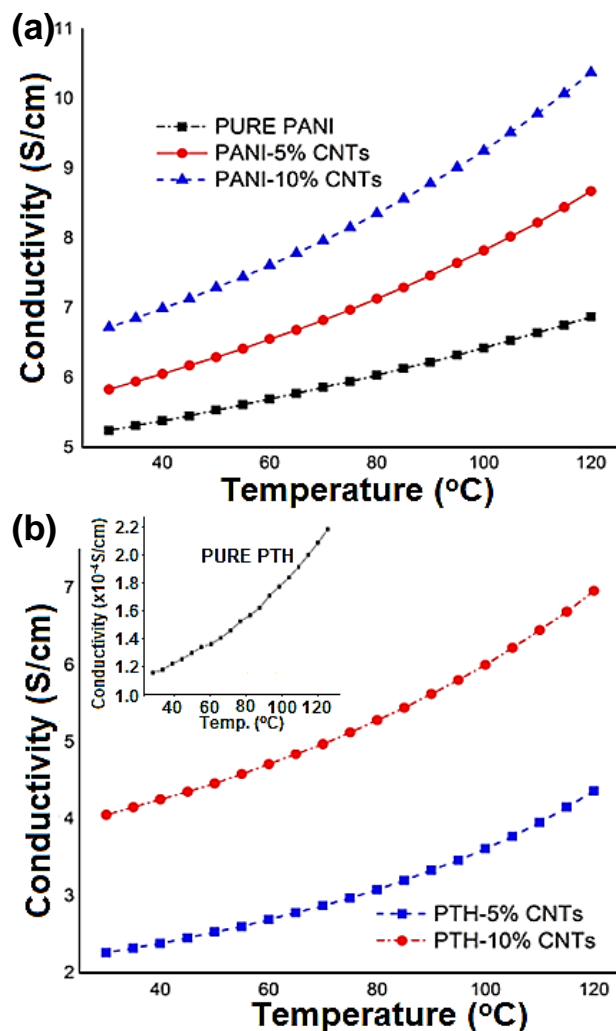 (a)
11
10
9
8
7
6
5
Conductivity (S/cm)
PURE PANI
PANI-5% CNTs
PANI-10% CNTs
40 60 80 100 120
Temperature (ºC)
(b)
2.2
2.0
1.8
1.6
1.4
1.2
1.0
Conductivity (x10⁻⁴S/cm)
PURE PTH
40 60 80 100 120
Temp. (ºC)
7
6
5
4
3
2
Conductivity (S/cm)
PTH-5% CNTs
PTH-10% CNTs
40 60 80 100 120
Temperature (ºC)